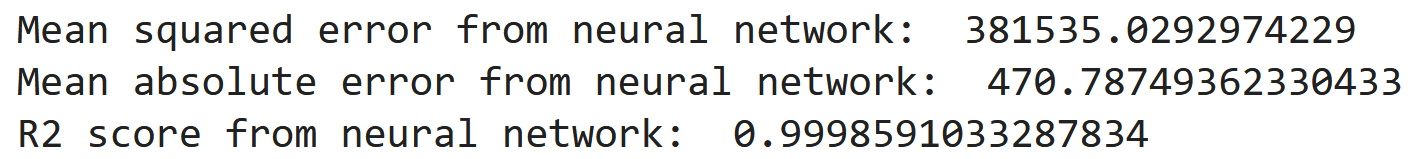 Mean squared error from neural network:  381535.0292974229
Mean absolute error from neural network:  470.78749362330433
R2 score from neural network:  0.9998591033287834